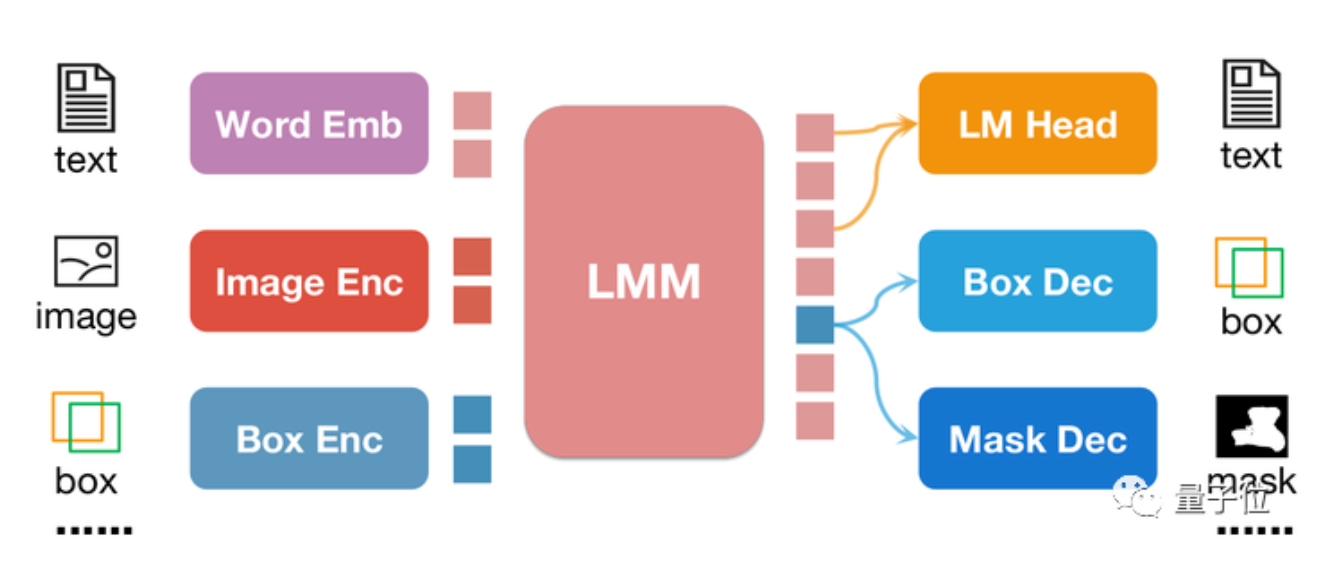 text
Word Emb
image
Image Enc
box
Box Enc
......
LMM
LM Head
text
Box Dec
box
Mask Dec
mask
量子位
......